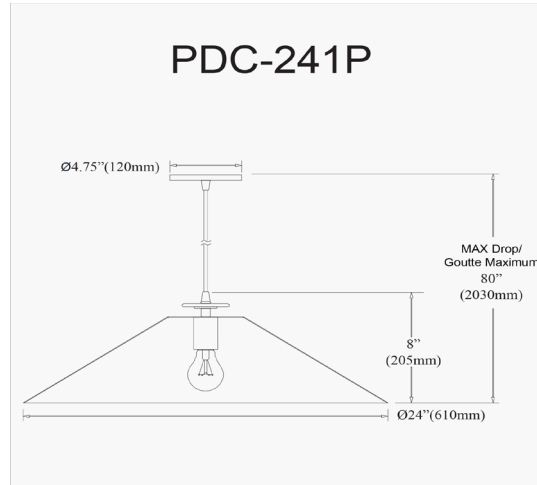 PDC-241P
Ø4.75”(120mm)
MAX Drop/
Goutte Maximum
80”
(2030mm)
8”
(205mm)
Ø24”(610mm)